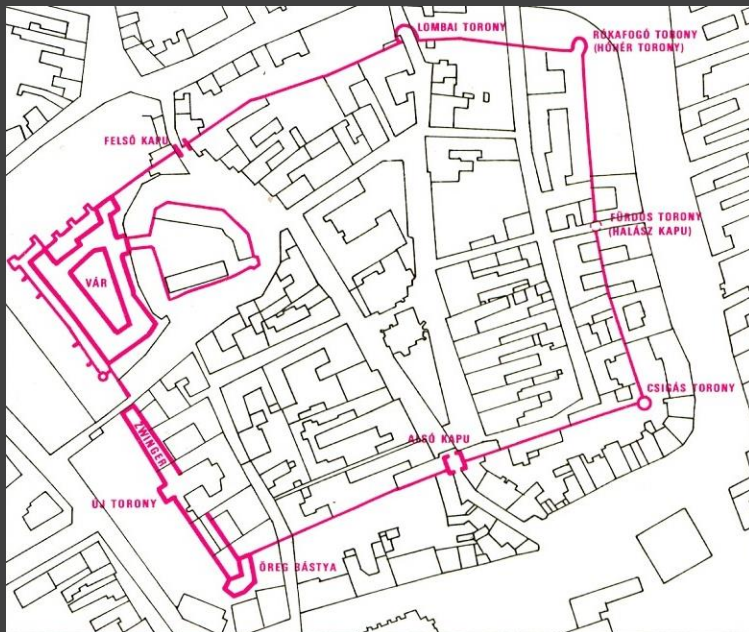 LOMBAI TORONY
RÓKAFOGÓ TORONY
(HÓHÉR TORONY)
FELSŐ KAPU
FÜRDŐS TORONY
(HALÁSZ KAPU)
VÁR
CSIGÁS TORONY
ALSÓ KAPU
ZWINGER
ÚJ TORONY
ÖREG BÁSTYA